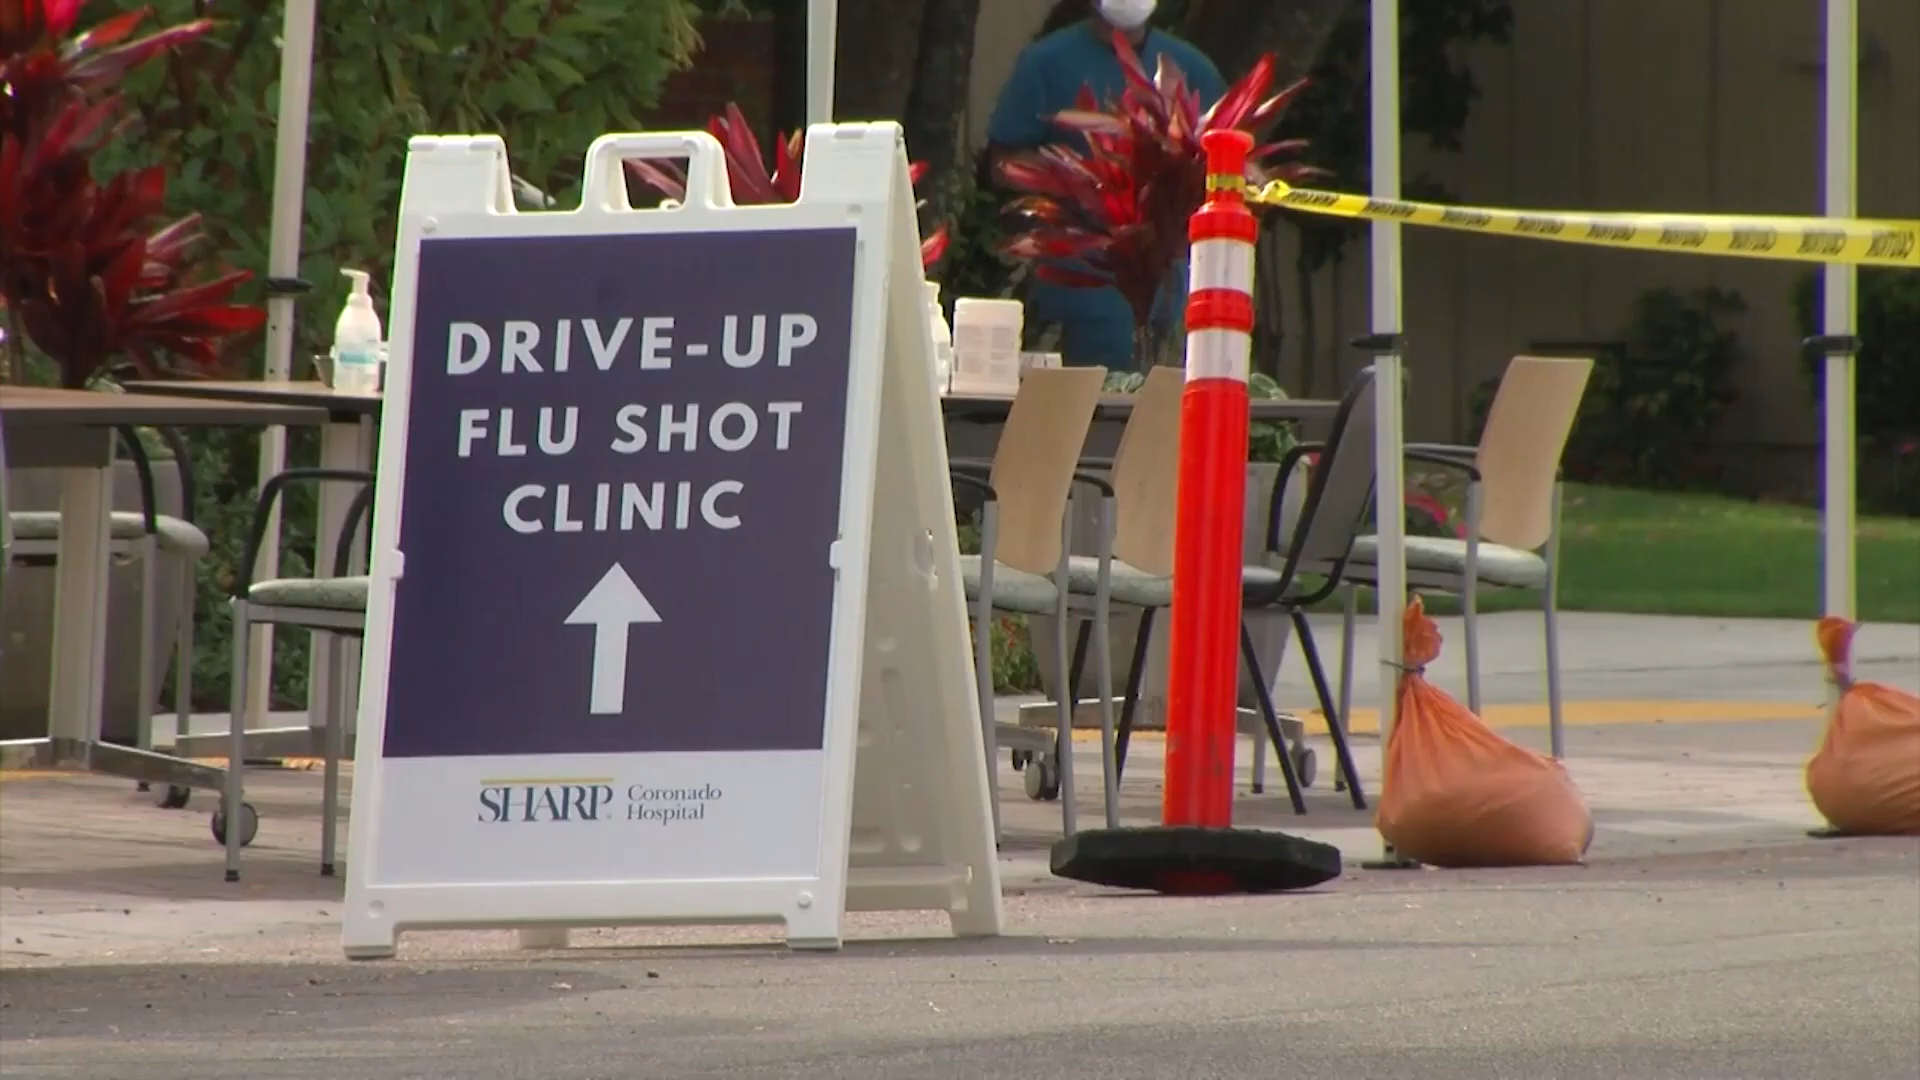 DRIVE-UP
FLU SHOT
CLINIC
SHARP Coronado
Hospital